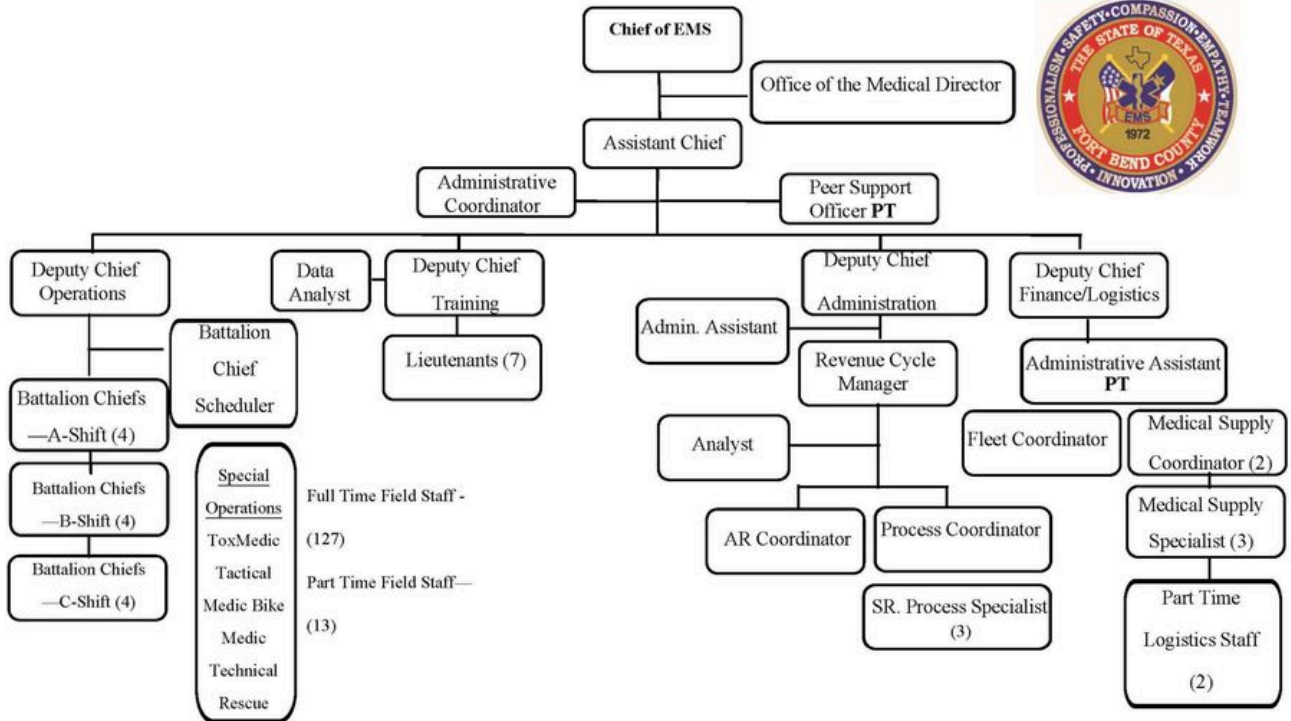 Chief of EMS
Office of the Medical Director
Assistant Chief
Administrative
Coordinator
Peer Support
Officer PT
Deputy Chief
Operations
Data
Analyst
Deputy Chief
Training
Deputy Chief
Administration
Deputy Chief
Finance/Logistics
Battalion
Chief
Scheduler
Lieutenants (7)
Admin. Assistant
Revenue Cycle
Manager
Administrative Assistant
PT
Battalion Chiefs
—A-Shift (4)
Battalion Chiefs
—B-Shift (4)
Battalion Chiefs
—C-Shift (4)
Special
Operations
ToxMedic
Tactical
Medic Bike
Medic
Technical
Rescue
Full Time Field Staff -
(127)
Part Time Field Staff—
(13)
Analyst
AR Coordinator
Process Coordinator
SR. Process Specialist
(3)
Fleet Coordinator
Medical Supply
Coordinator (2)
Medical Supply
Specialist (3)
Part Time
Logistics Staff
(2)
PROFESSIONALISM•SAFETY•COMPASSION•EMPATHY•TEAMWORK
•INNOVATION•
THE STATE OF TEXAS
FORT BEND COUNTY
EMS
1972